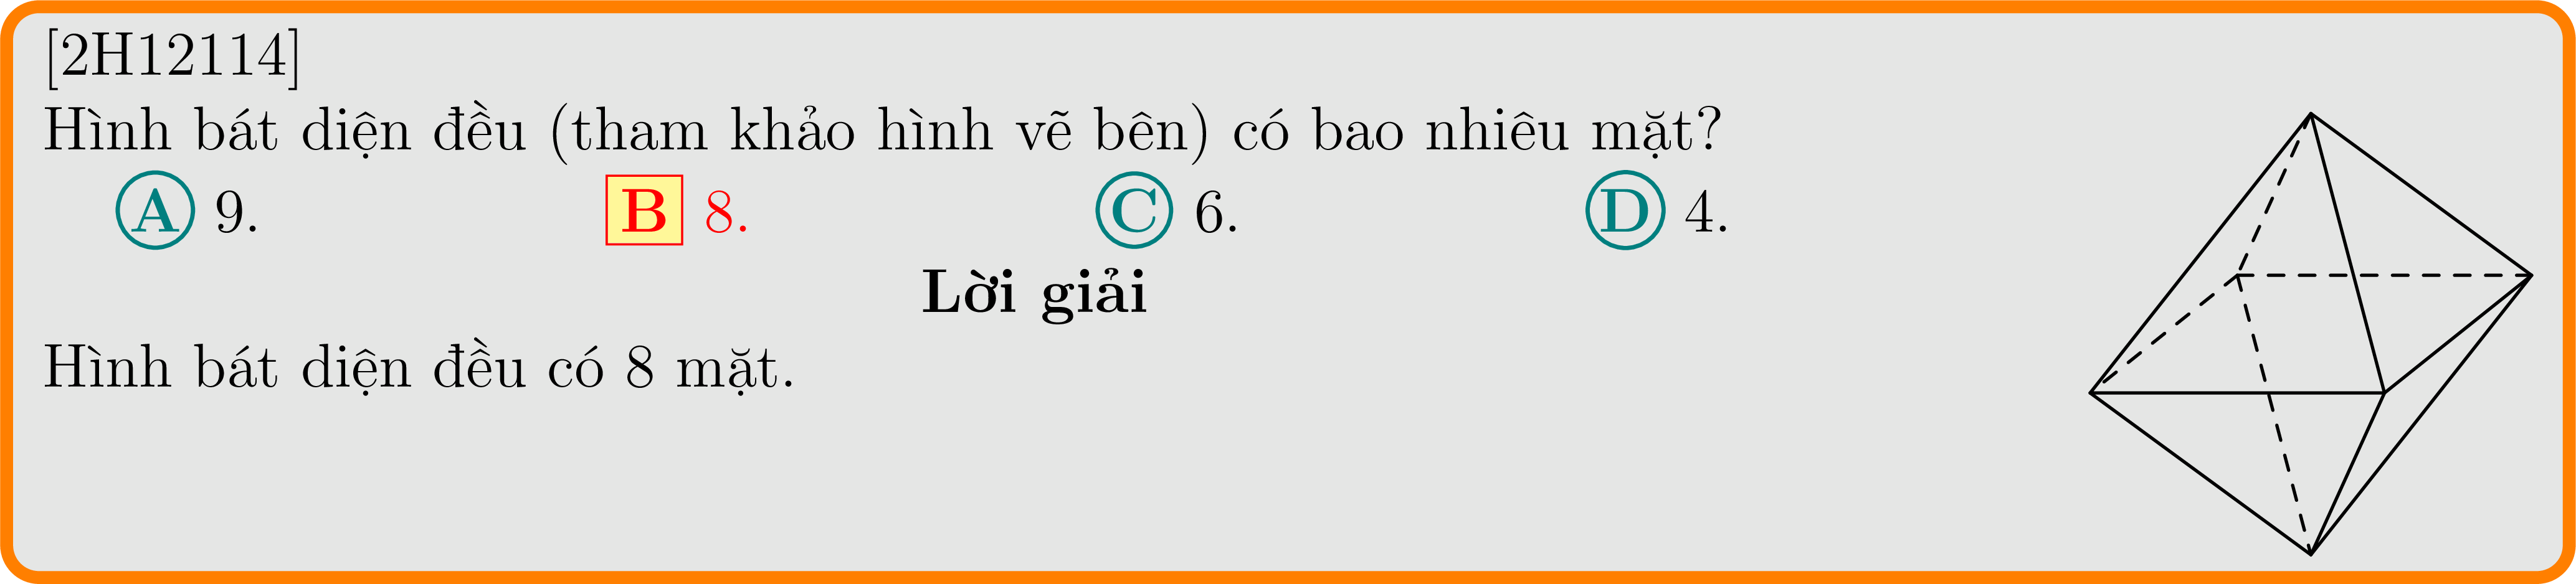 [2H12114]
Hình bát diện đều (tham khảo hình vẽ bên) có bao nhiêu mặt?
A 9. B 8. C 6. D 4.
Lời giải
Hình bát diện đều có 8 mặt.